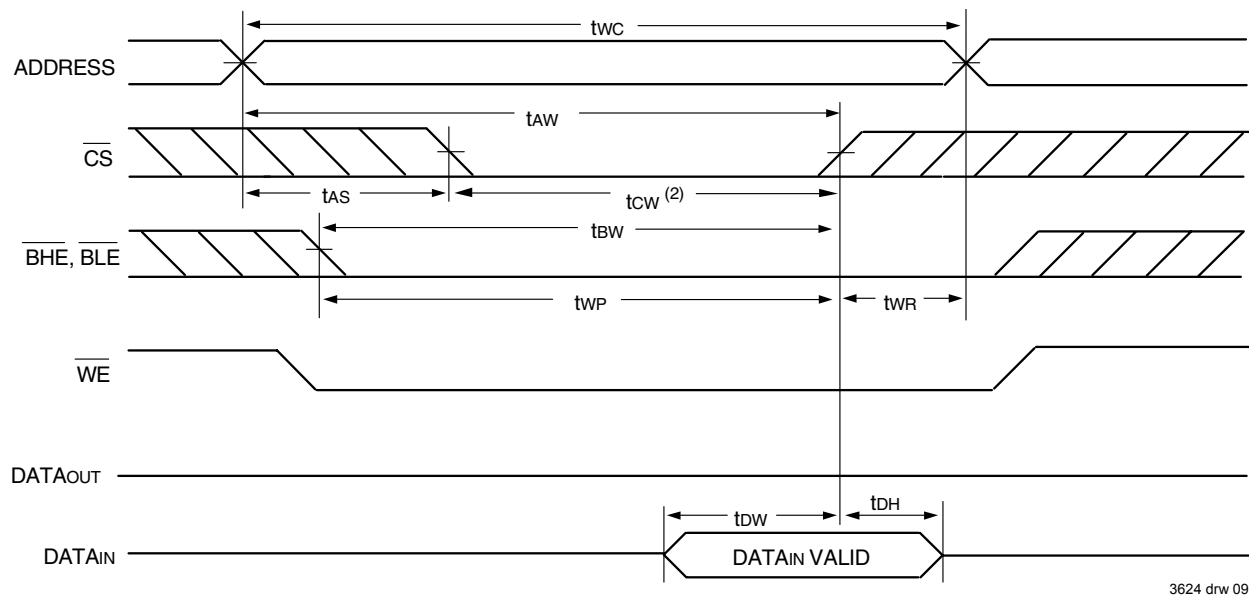 tWC
ADDRESS
tAW
CS
tAS
tCW (2)
tBW
BHE, BLE
tWP
tWR
WE
DATAOUT
tDW
tDH
DATAIN
DATAIN VALID
3624 drw 09